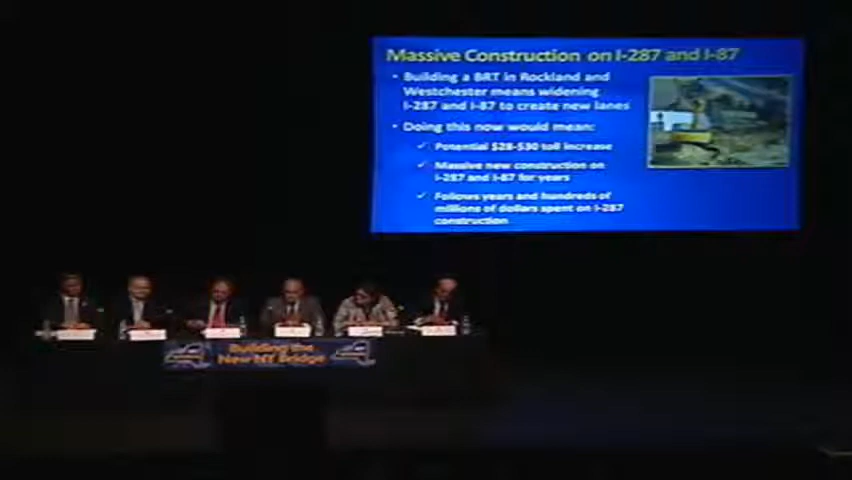 Massive Construction on I-287 and I-87
• Building a BRT in Rockland and
Westchester means widening
I-287 and I-87 to create new lanes
• Doing this now would mean:
✓ Potential $28-$30 toll increase
✓ Massive new construction on
I-287 and I-87 for years
✓ Follows years and hundreds of
millions of dollars spent on I-287
construction
Building the
New NY Bridge